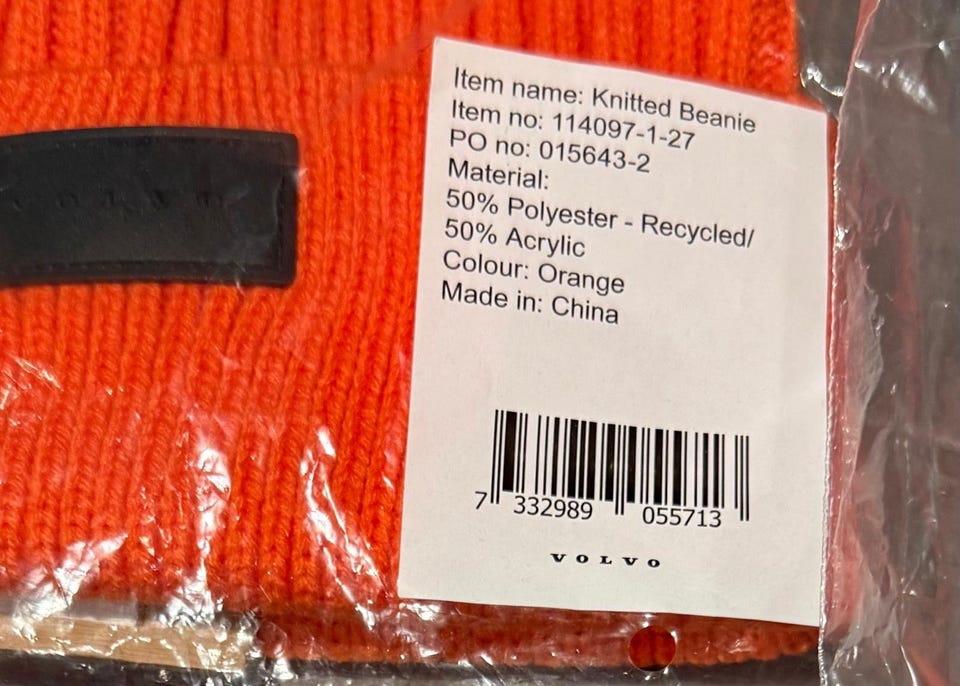 VOLVO
Item name: Knitted Beanie
Item no: 114097-1-27
PO no: 015643-2
Material:
50% Polyester - Recycled/
50% Acrylic
Colour: Orange
Made in: China
7 332989 055713
VOLVO